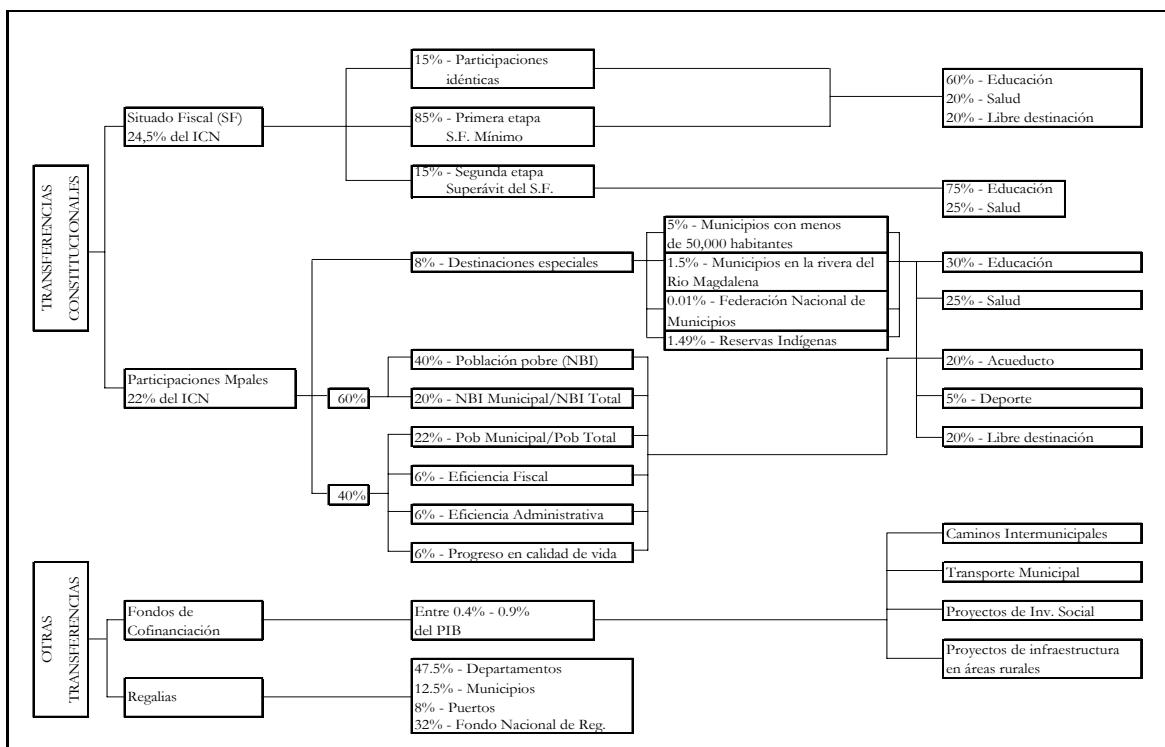 TRANSFERENCIAS
CONSTITUCIONALES
Situado Fiscal (SF)
24,5% del ICN
15% - Participaciones
idénticas
85% - Primera etapa
S.F. Mínimo
15% - Segunda etapa
Superávit del S.F.
60% - Educación
20% - Salud
20% - Libre destinación
75% - Educación
25% - Salud
Participaciones Mpales
22% del ICN
8% - Destinaciones especiales
5% - Municipios con menos
de 50,000 habitantes
1.5% - Municipios en la rivera del
Rio Magdalena
0.01% - Federación Nacional de
Municipios
1.49% - Reservas Indígenas
60%
40% - Población pobre (NBI)
20% - NBI Municipal/NBI Total
40%
22% - Pob Municipal/Pob Total
6% - Eficiencia Fiscal
6% - Eficiencia Administrativa
6% - Progreso en calidad de vida
30% - Educación
25% - Salud
20% - Acueducto
5% - Deporte
20% - Libre destinación
OTRAS
TRANSFERENCIAS
Fondos de
Cofinanciación
Entre 0.4% - 0.9%
del PIB
Caminos Intermunicipales
Transporte Municipal
Proyectos de Inv. Social
Proyectos de infraestructura
en áreas rurales
Regalias
47.5% - Departamentos
12.5% - Municipios
8% - Puertos
32% - Fondo Nacional de Reg.